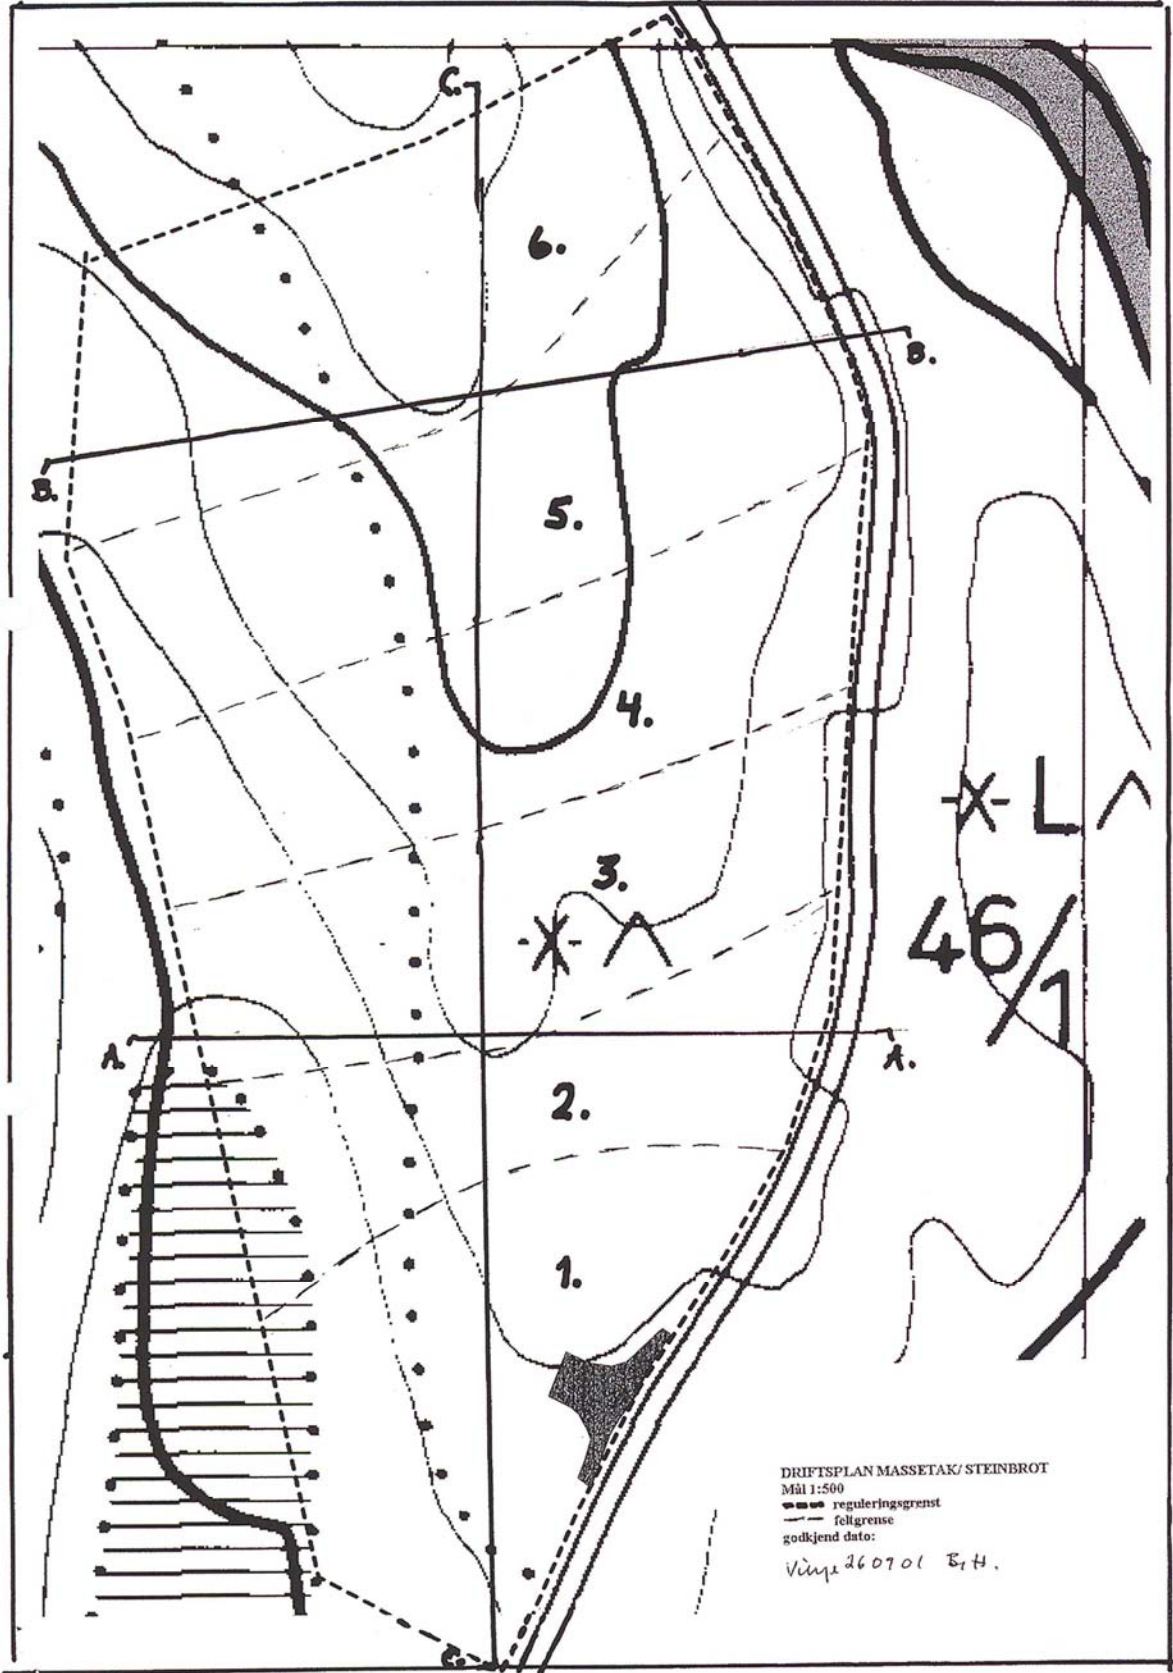 C.
6.
B.
B.
5.
4.
L
3.
46/1
A.
A.
2.
1.
DRIFTSPLAN MASSETAK/ STEINBROT
Mål 1:500
reguleringsgrenst
feltgrense
godkjend dato:
Vinje 260901 B.H.
C.